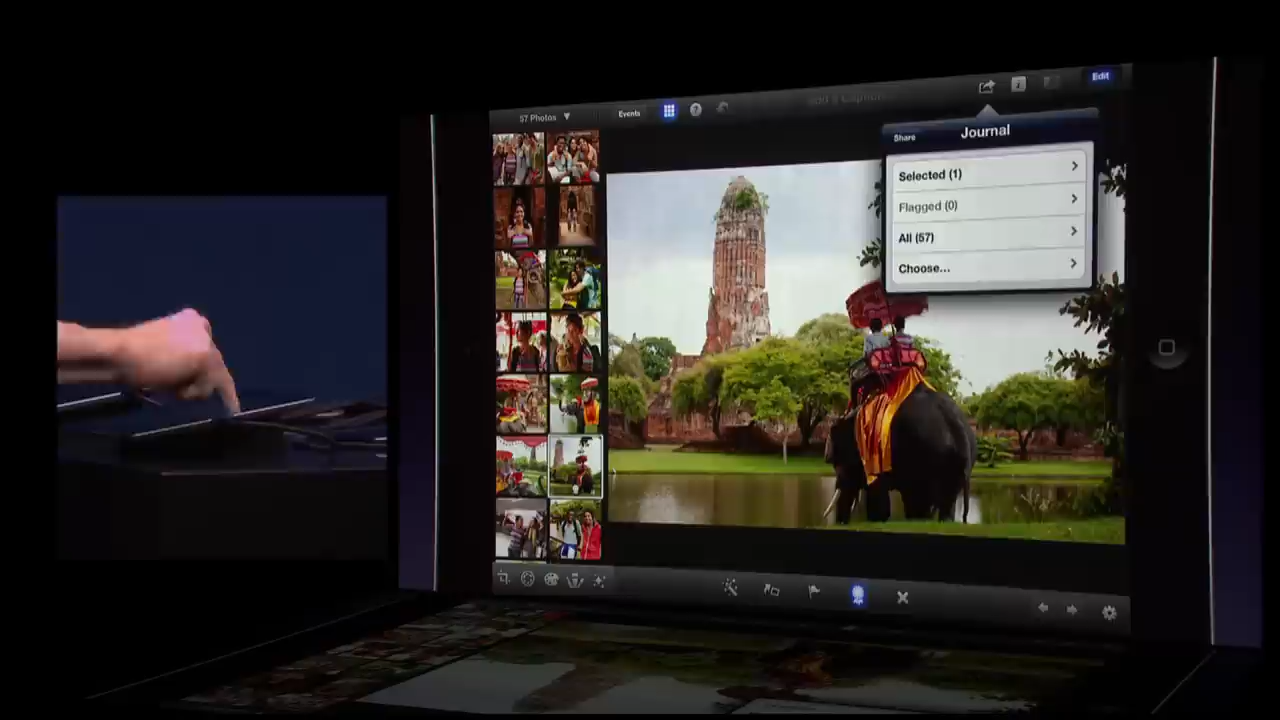 57 Photos ▼
Events
?
i
Edit
Share
Journal
Selected (1)
Flagged (0)
All (57)
Choose...